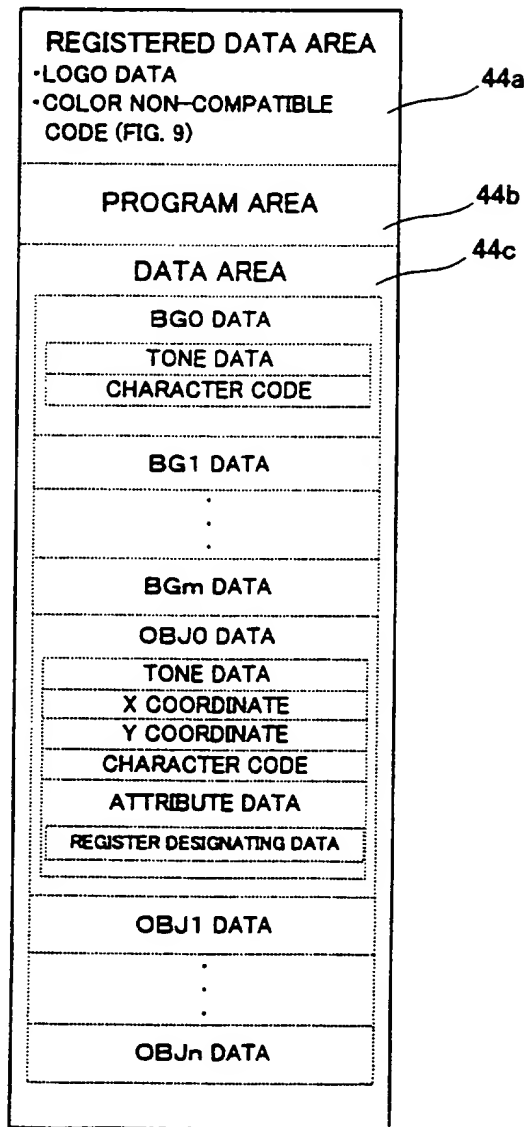 REGISTERED DATA AREA
·LOGO DATA
·COLOR NON-COMPATIBLE
CODE (FIG. 9)
44a
PROGRAM AREA
44b
44c
DATA AREA
BG0 DATA
TONE DATA
CHARACTER CODE
BG1 DATA
·
·
·
BGm DATA
OBJ0 DATA
TONE DATA
X COORDINATE
Y COORDINATE
CHARACTER CODE
ATTRIBUTE DATA
REGISTER DESIGNATING DATA
OBJ1 DATA
·
·
·
OBJn DATA